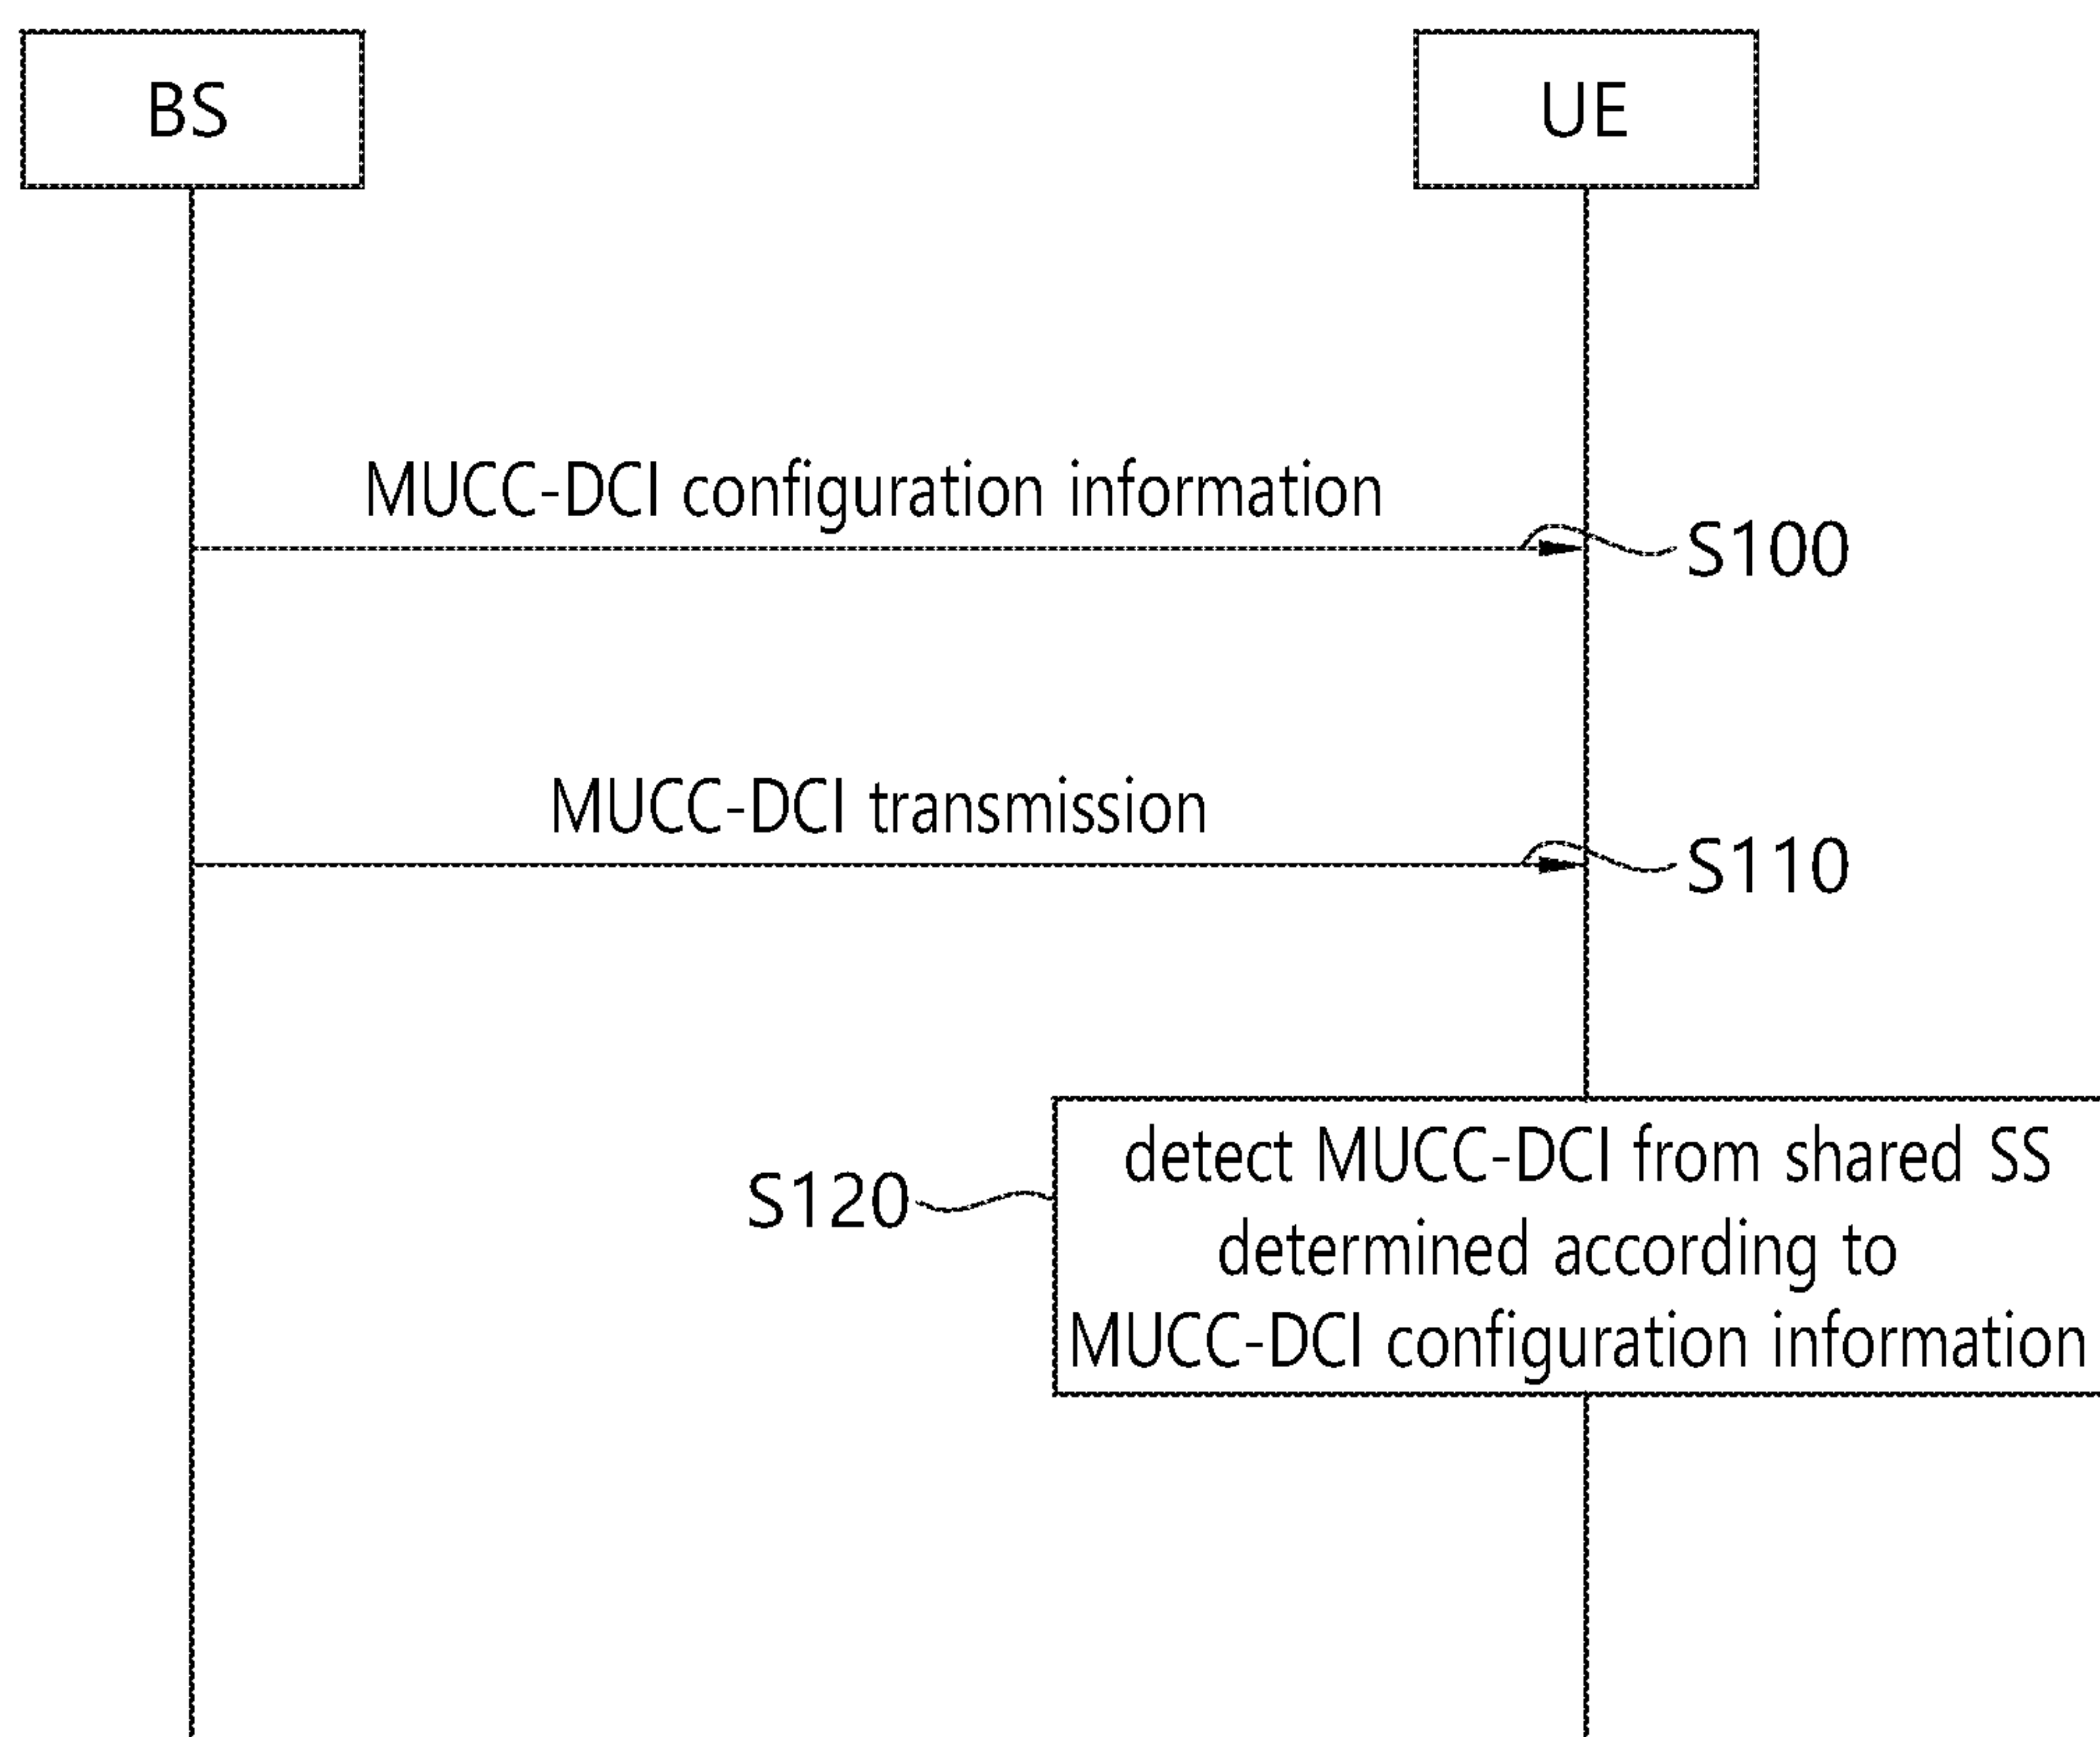 BS
UE
MUCC-DCI configuration information
S100
MUCC-DCI transmission
S110
S120
detect MUCC-DCI from shared SS
determined according to
MUCC-DCI configuration information